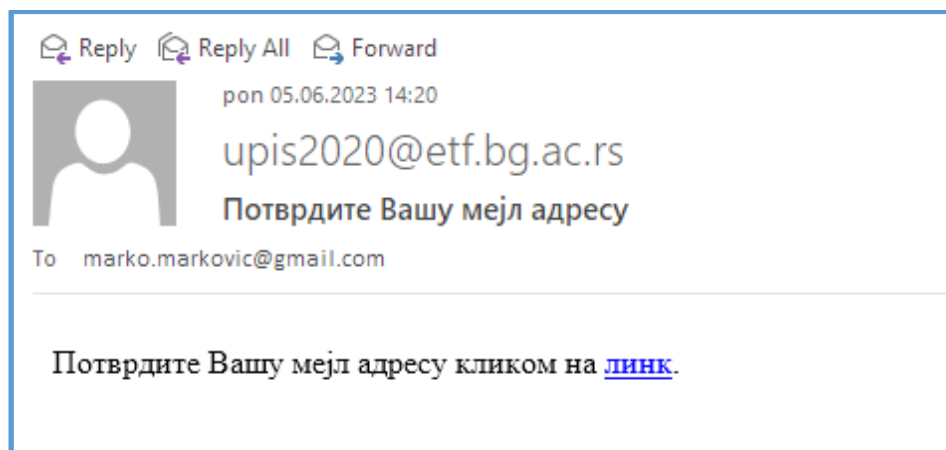 Reply Reply All Forward
pon 05.06.2023 14:20
upis2020@etf.bg.ac.rs
Потврдите Вашу мејл адресу
To marko.markovic@gmail.com
Потврдите Вашу мејл адресу кликом на линк.